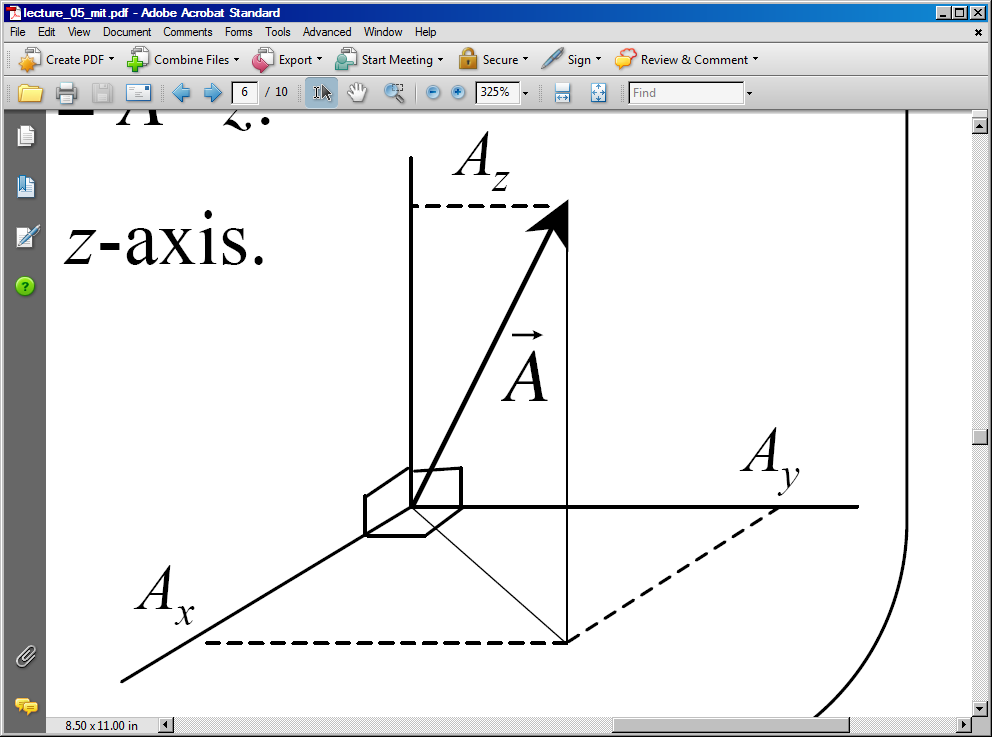 lecture_05_mit.pdf - Adobe Acrobat Standard
File Edit View Document Comments Forms Tools Advanced Window Help
Create PDF Combine Files Export Start Meeting Secure Sign Review & Comment
6 / 10 325% Find
A_z
z-axis.
A
A_y
A_x
8.50 x 11.00 in